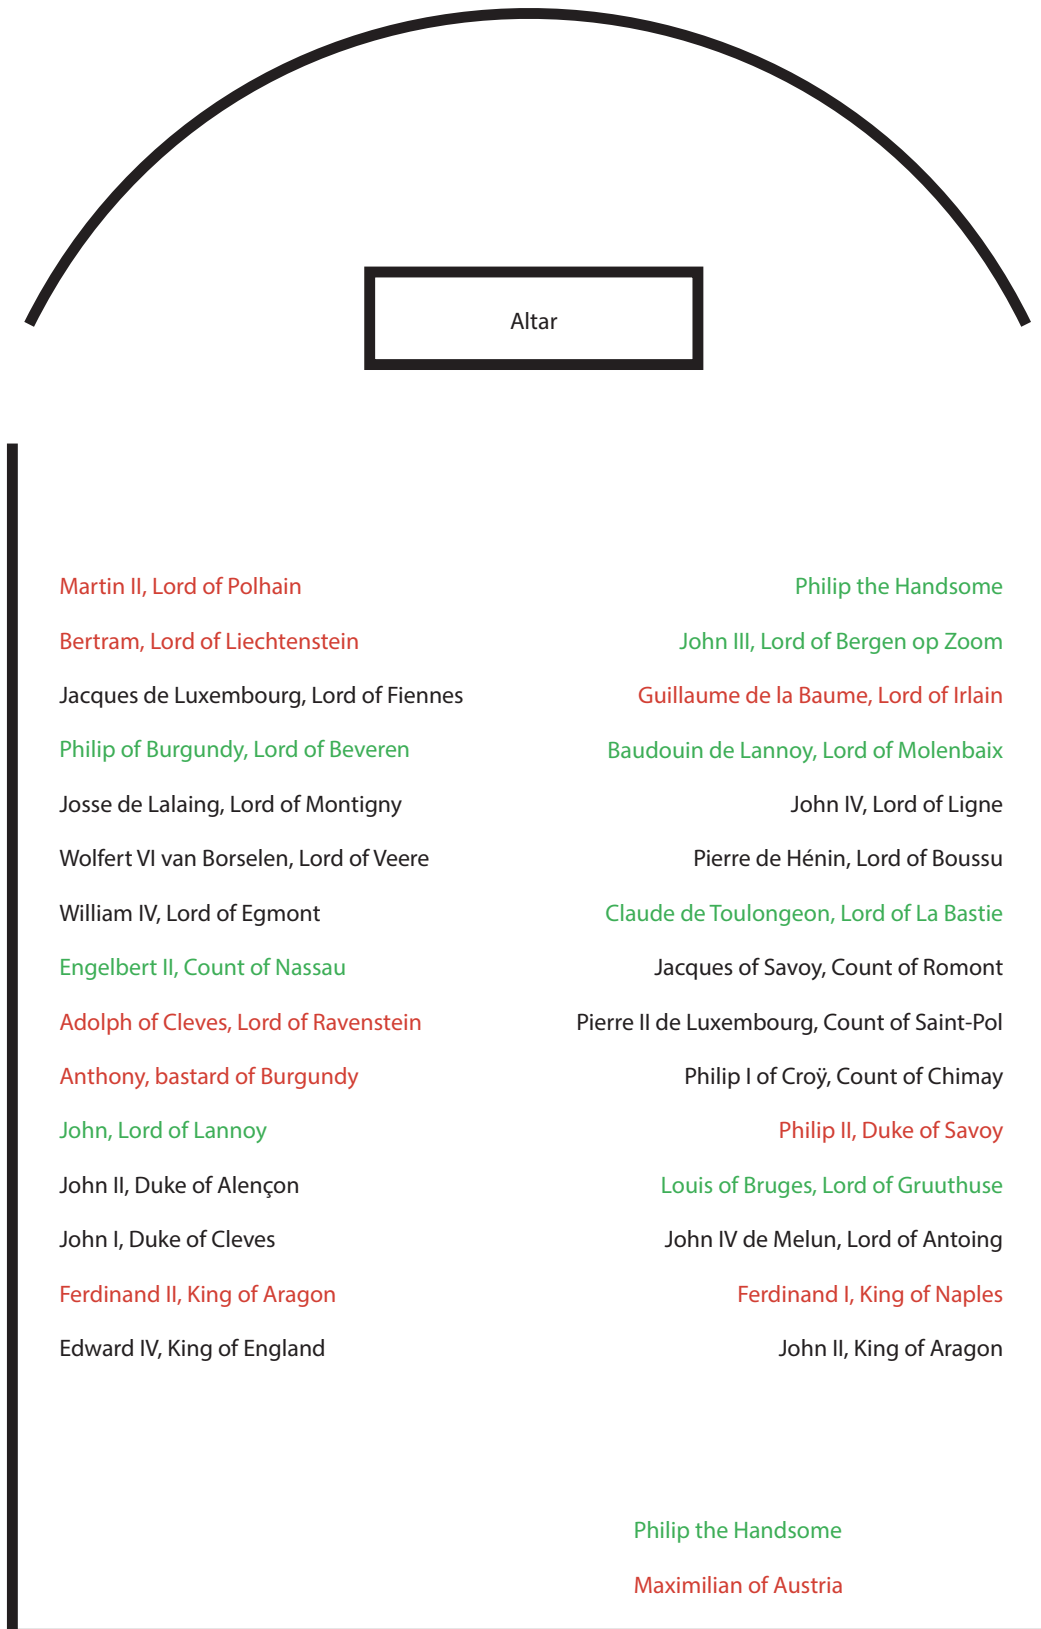 Altar
Martin II, Lord of Polhain
Bertram, Lord of Liechtenstein
Jacques de Luxembourg, Lord of Fiennes
Philip of Burgundy, Lord of Beveren
Josse de Lalaing, Lord of Montigny
Wolfert VI van Borselen, Lord of Veere
William IV, Lord of Egmont
Engelbert II, Count of Nassau
Adolph of Cleves, Lord of Ravenstein
Anthony, bastard of Burgundy
John, Lord of Lannoy
John II, Duke of Alençon
John I, Duke of Cleves
Ferdinand II, King of Aragon
Edward IV, King of England
Philip the Handsome
John III, Lord of Bergen op Zoom
Guillaume de la Baume, Lord of Irlain
Baudouin de Lannoy, Lord of Molenbaix
John IV, Lord of Ligne
Pierre de Hénin, Lord of Boussu
Claude de Toulongeon, Lord of La Bastie
Jacques of Savoy, Count of Romont
Pierre II de Luxembourg, Count of Saint-Pol
Philip I of Croÿ, Count of Chimay
Philip II, Duke of Savoy
Louis of Bruges, Lord of Gruuthuse
John IV de Melun, Lord of Antoing
Ferdinand I, King of Naples
John II, King of Aragon
Philip the Handsome
Maximilian of Austria